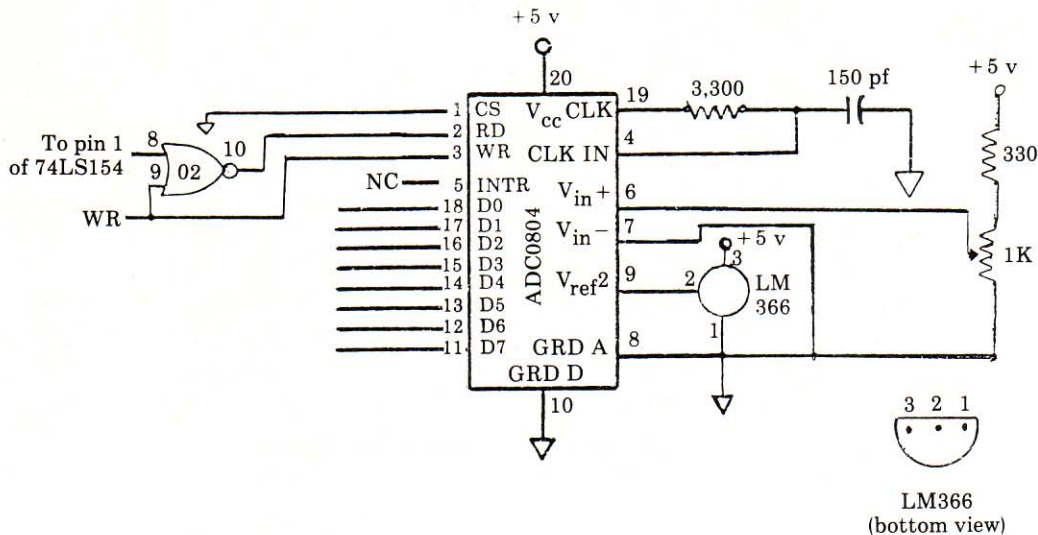 +5 v
20
1 CS Vcc CLK 19 3,300 150 pf +5 v
To pin 1
of 74LS154
8
9
02
10
2 RD
3 WR CLK IN 4
330
NC 5 INTR Vin+ 6
WR
18 D0
17 D1 Vin− 7
16 D2
15 D3
14 D4 Vref2 9
13 D5
12 D6
11 D7
ADC0804
+5 v
3
2 LM
366
1
1K
GRD A 8
GRD D
10
3 2 1
LM366
(bottom view)